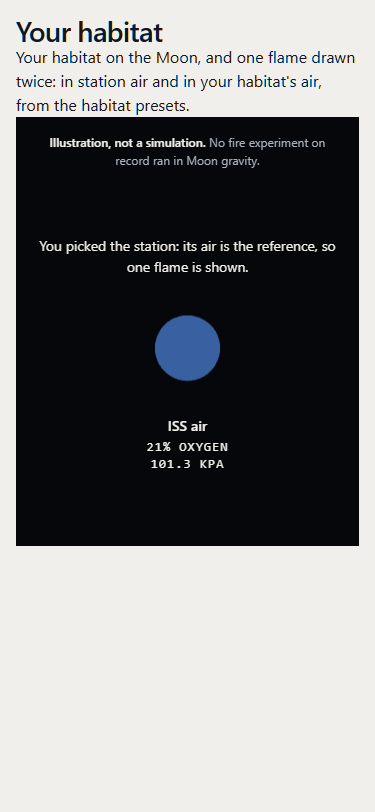 Your habitat
Your habitat on the Moon, and one flame drawn
twice: in station air and in your habitat's air,
from the habitat presets.
Illustration, not a simulation. No fire experiment on
record ran in Moon gravity.
You picked the station: its air is the reference, so
one flame is shown.
ISS air
21% OXYGEN
101.3 KPA